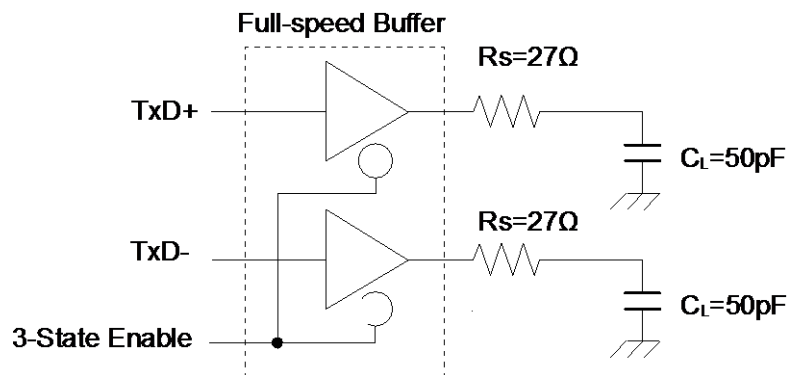 Full-speed Buffer
Rs=27Ω
TxD+
CL=50pF
Rs=27Ω
TxD-
CL=50pF
3-State Enable